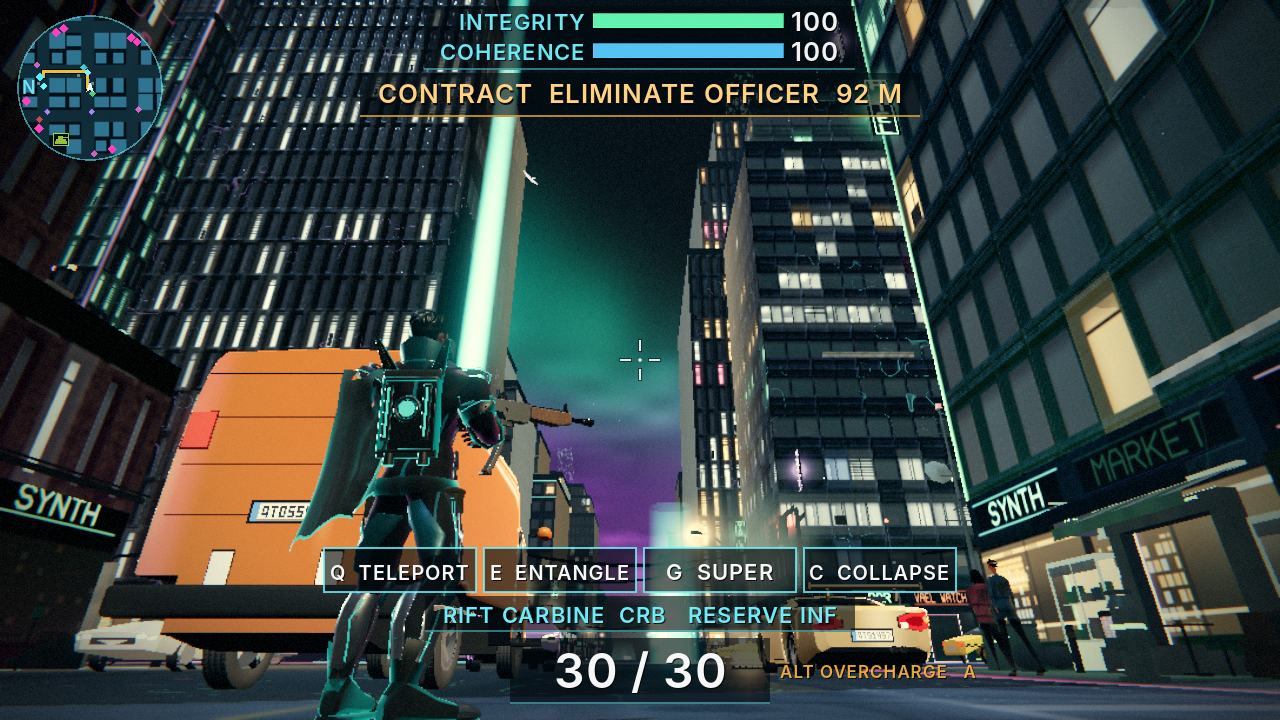 INTEGRITY 100
COHERENCE 100
CONTRACT ELIMINATE OFFICER 92 M
N
MARKET
SYNTH
SYNTH
Q TELEPORT
E ENTANGLE
G SUPER
C COLLAPSE
RIFT CARBINE CRB RESERVE INF
30 / 30
ALT OVERCHARGE A